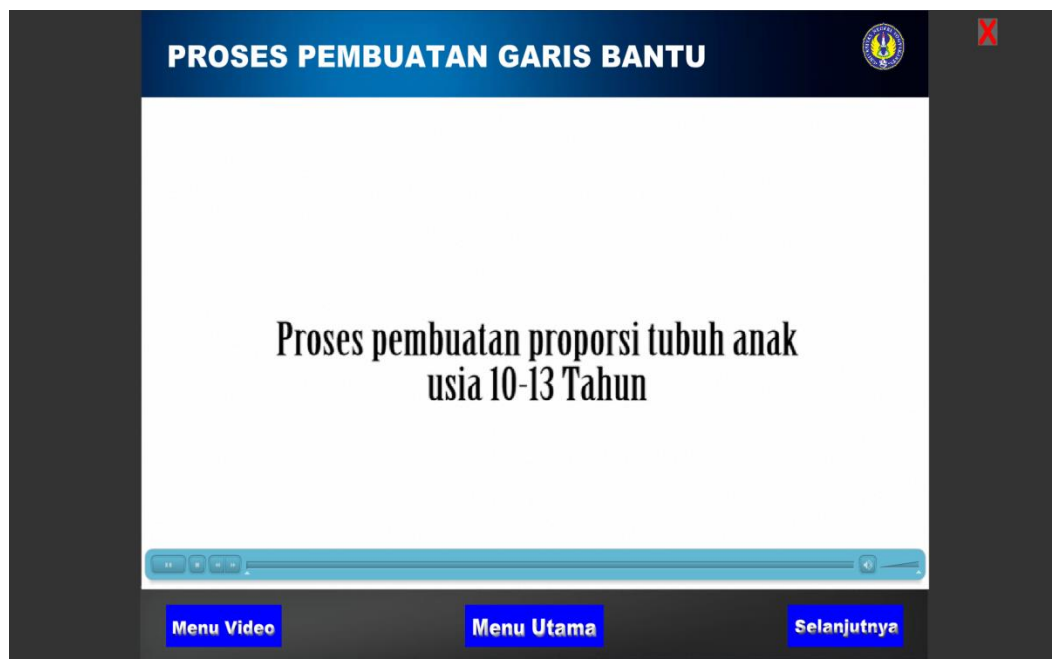 PROSES PEMBUATAN GARIS BANTU
X
Proses pembuatan proporsi tubuh anak
usia 10-13 Tahun
Menu Video
Menu Utama
Selanjutnya